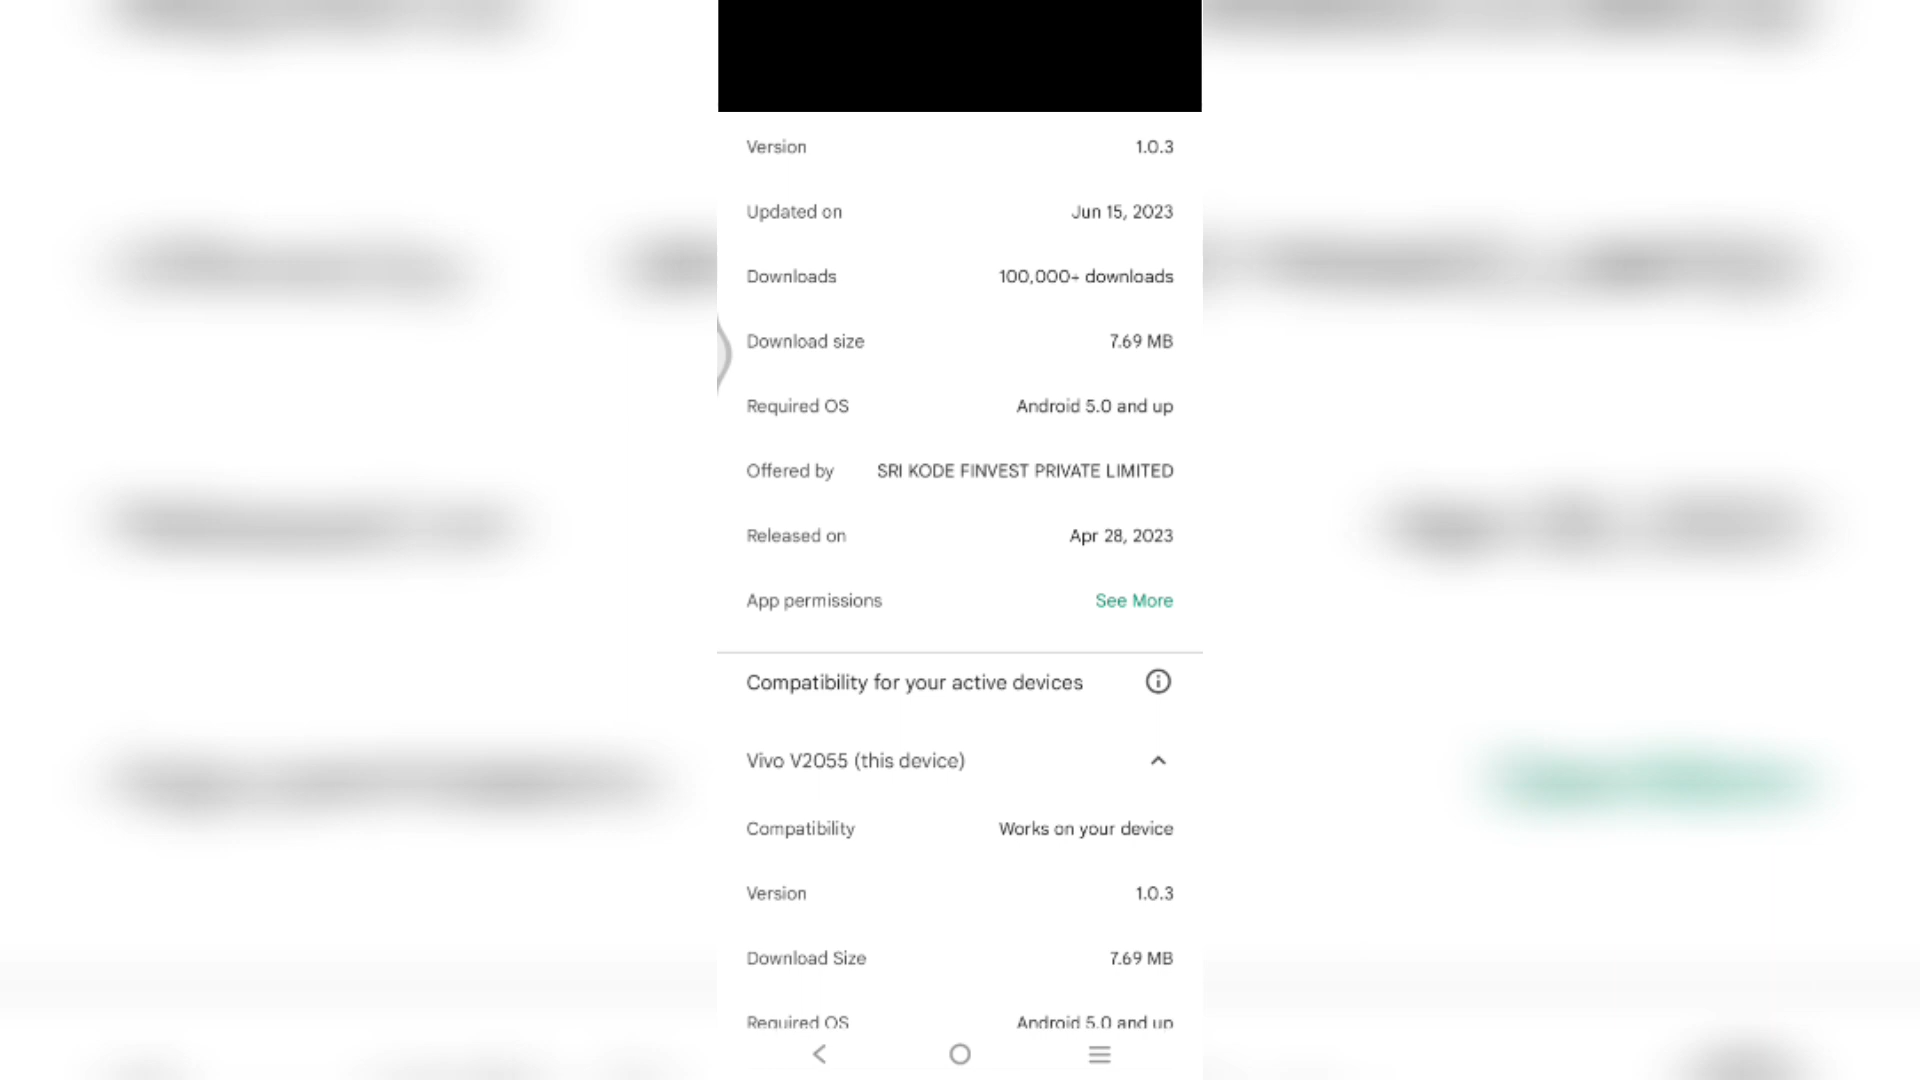 Version 1.0.3
Updated on Jun 15, 2023
Downloads 100,000+ downloads
Download size 7.69 MB
Required OS Android 5.0 and up
Offered by SRI KODE FINVEST PRIVATE LIMITED
Released on Apr 28, 2023
App permissions See More
Compatibility for your active devices
Vivo V2055 (this device)
Compatibility Works on your device
Version 1.0.3
Download Size 7.69 MB
Required OS Android 5.0 and up